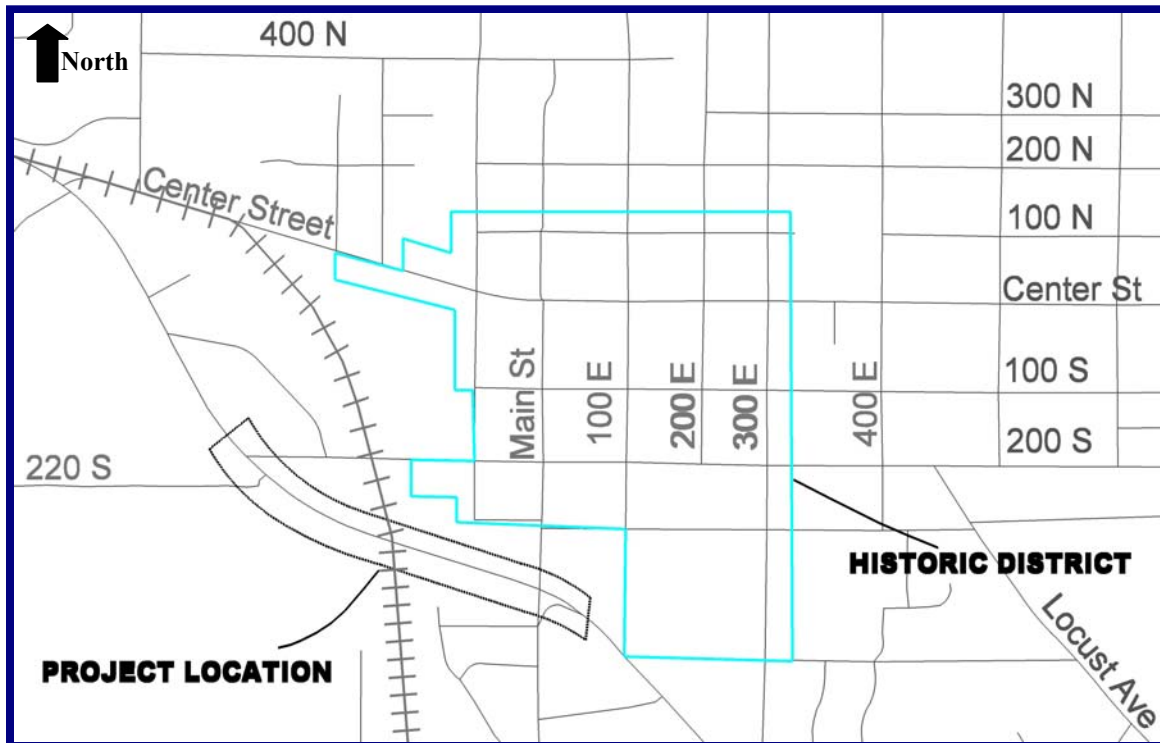 400 N
North
300 N
200 N
Center Street
100 N
Center St
Main St
100 E
200 E
300 E
400 E
100 S
200 S
220 S
HISTORIC DISTRICT
Locust Ave
PROJECT LOCATION